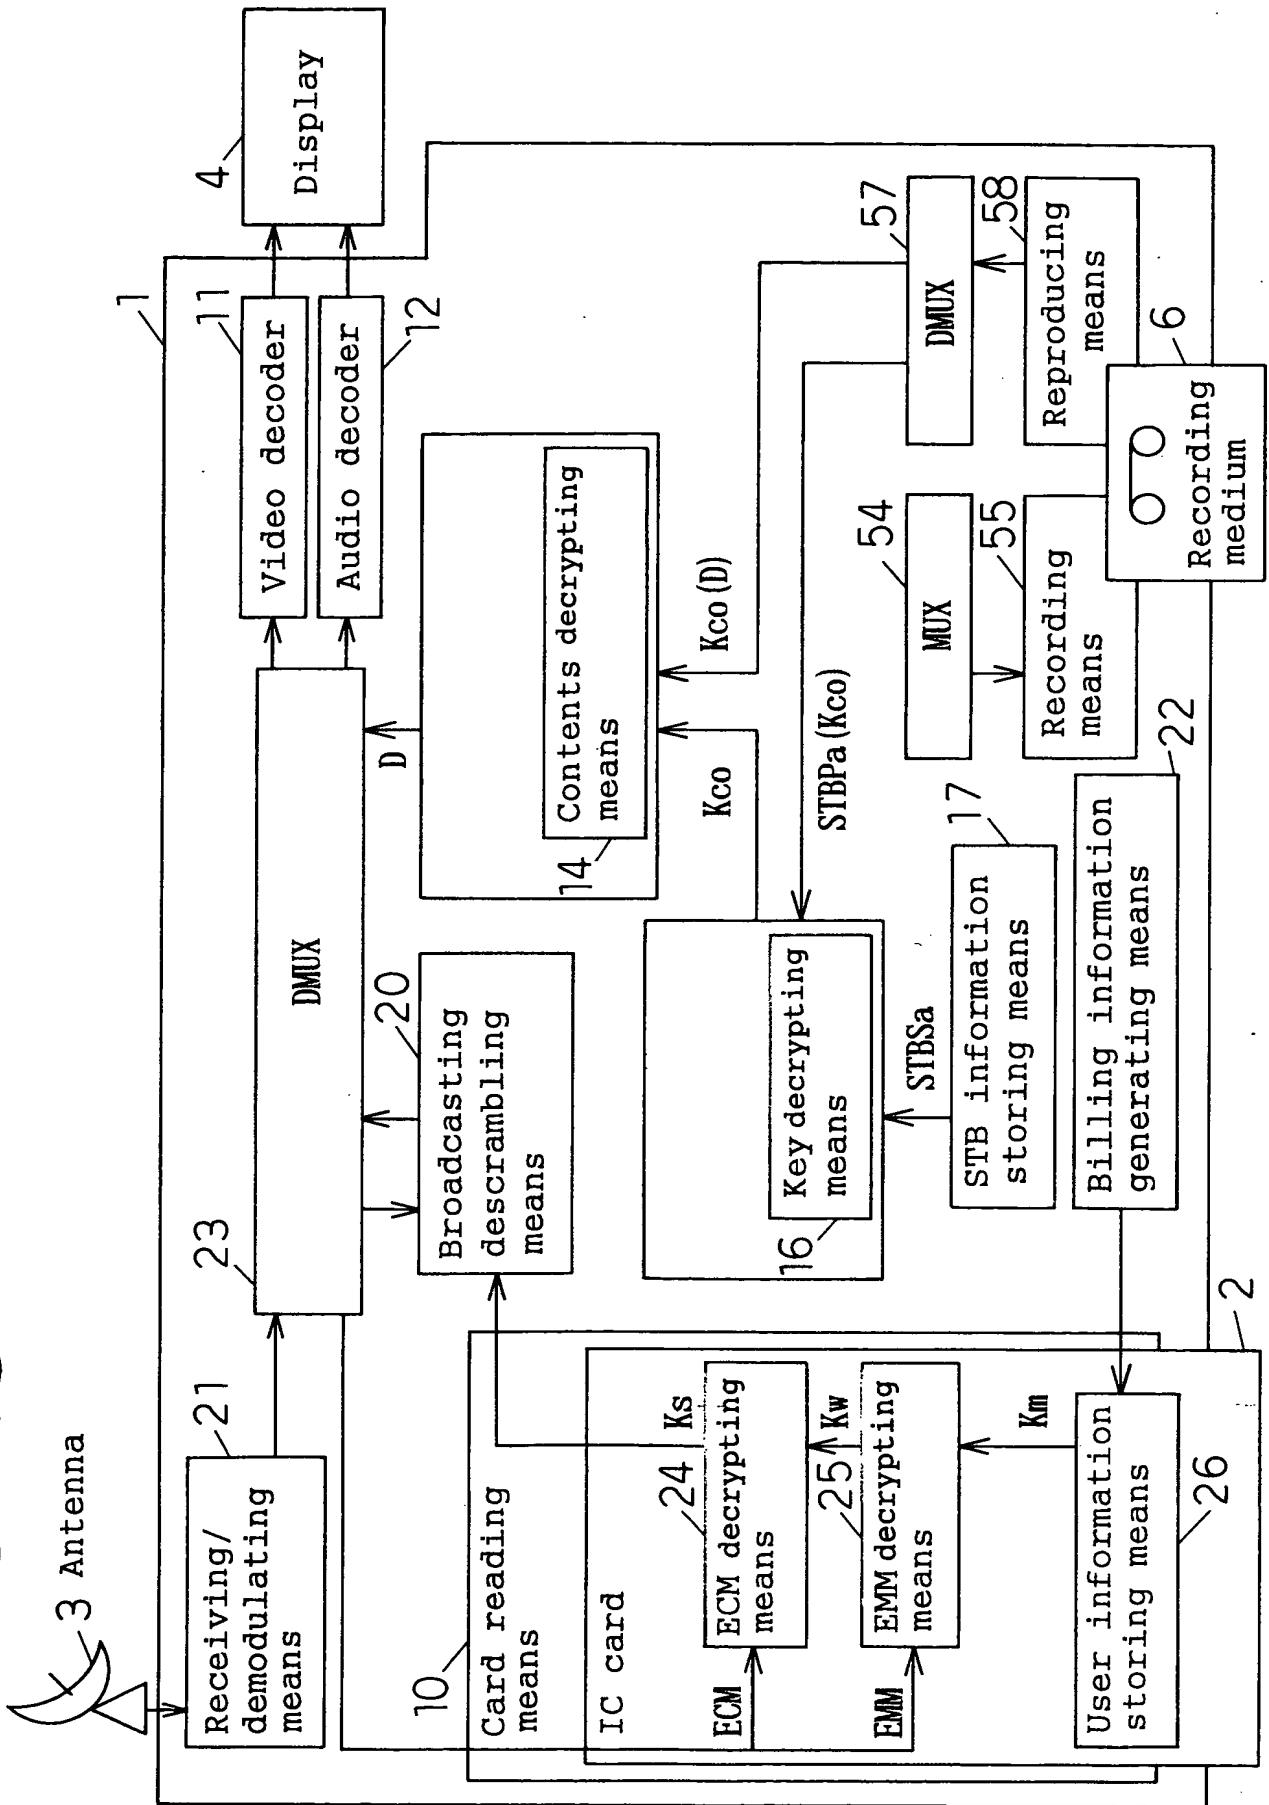 3 Antenna
1
21
Receiving/
demodulating
means
23
DMUX
11
Video decoder
12
Audio decoder
4
Display
D
20
Broadcasting
descrambling
means
14
Contents decrypting
means
Kco
Kco(D)
STBPa(Kco)
10
Card reading
means
IC card
Ks
24
ECM decrypting
means
ECM
Kw
25
EMM decrypting
means
EMM
Km
User information
storing means
26
2
16
Key decrypting
means
STBSa
17
STB information
storing means
22
Billing information
generating means
54
MUX
55
Recording
means
57
DMUX
58
Reproducing
means
6
Recording
medium